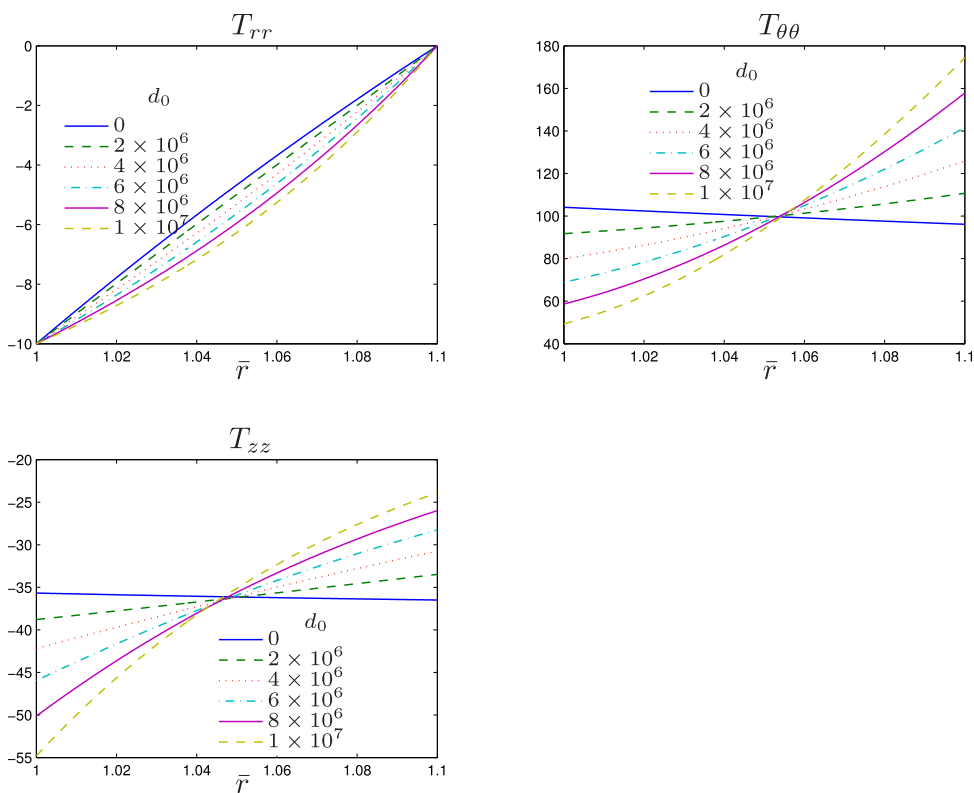 T_{rr}
0
−2
−4
−6
−8
−10
d_0
0
2 × 10^6
4 × 10^6
6 × 10^6
8 × 10^6
1 × 10^7
1 1.02 1.04 1.06 1.08 1.1
r̄
T_{θθ}
180
160
140
120
100
80
60
40
d_0
0
2 × 10^6
4 × 10^6
6 × 10^6
8 × 10^6
1 × 10^7
1 1.02 1.04 1.06 1.08 1.1
r̄
T_{zz}
−20
−25
−30
−35
−40
−45
−50
−55
d_0
0
2 × 10^6
4 × 10^6
6 × 10^6
8 × 10^6
1 × 10^7
1 1.02 1.04 1.06 1.08 1.1
r̄